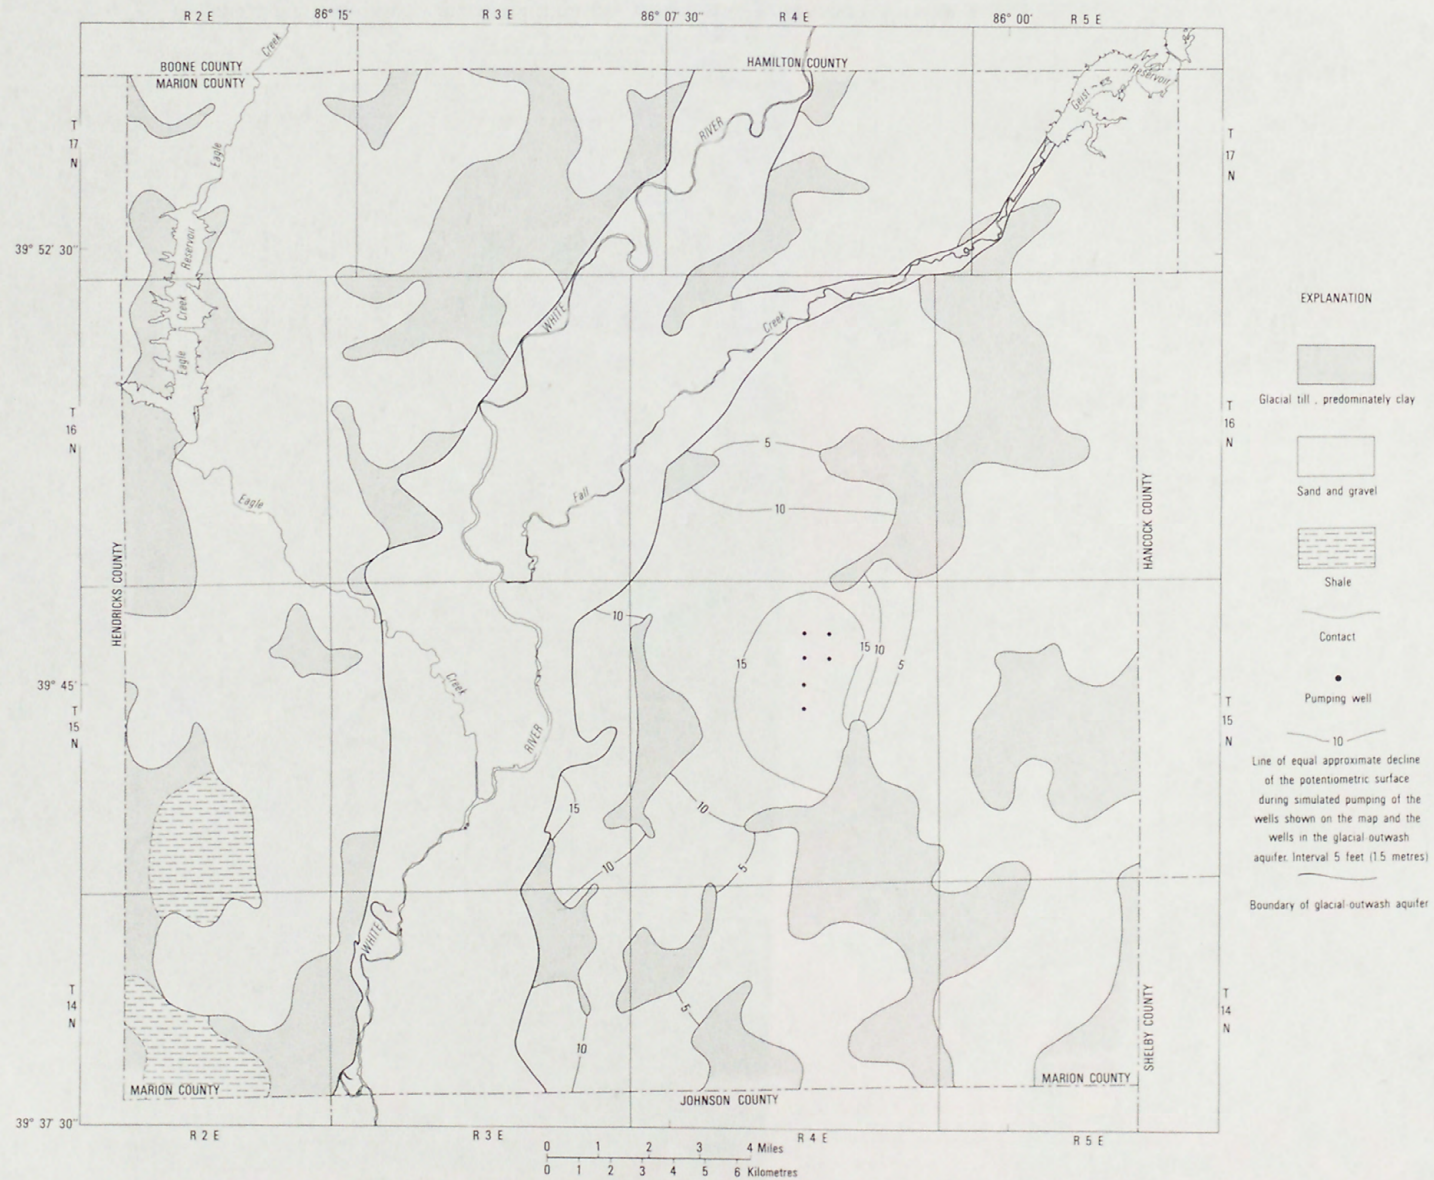 R 2 E
86° 15'
R 3 E
86° 07' 30"
R 4 E
86° 00'
R 5 E
BOONE COUNTY
MARION COUNTY
HAMILTON COUNTY
Creek
Eagle
RIVER
Geist
Reservoir
T
17
N
T
17
N
39° 52' 30"
Reservoir
Creek
Eagle
WHITE
Creek
EXPLANATION
Glacial till , predominately clay
T
16
N
T
16
N
5
10
Fall
Eagle
Sand and gravel
HENDRICKS COUNTY
HANCOCK COUNTY
Shale
10
Contact
15
15
10
5
Creek
39° 45'
Pumping well
T
15
N
T
15
N
RIVER
10
Line of equal approximate decline
of the potentiometric surface
during simulated pumping of the
wells shown on the map and the
wells in the glacial-outwash
aquifer. Interval 5 feet (1.5 metres)
15
10
10
5
Boundary of glacial-outwash aquifer
WHITE
T
14
N
T
14
N
5
10
SHELBY COUNTY
MARION COUNTY
MARION COUNTY
JOHNSON COUNTY
39° 37' 30"
R 2 E
R 3 E
R 4 E
R 5 E
0 1 2 3 4 Miles
0 1 2 3 4 5 6 Kilometres